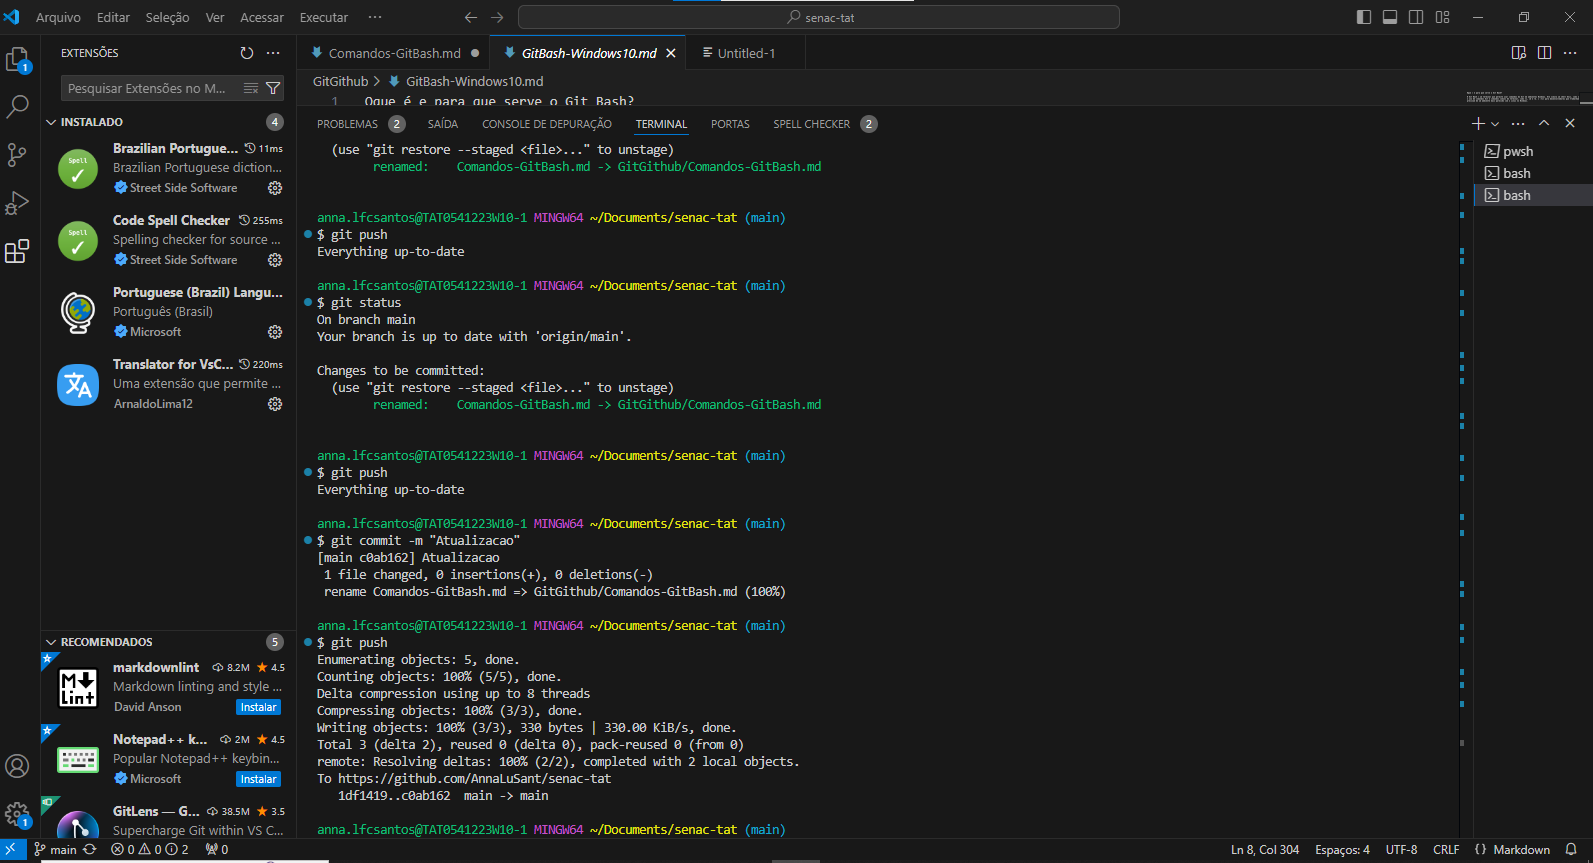 Arquivo Editar Seleção Ver Acessar Executar ··· senac-tat
EXTENSÕES
Pesquisar Extensões no M...
INSTALADO 4
Brazilian Portugue... 11ms
Brazilian Portuguese diction...
Street Side Software
Code Spell Checker 255ms
Spelling checker for source ...
Street Side Software
Portuguese (Brazil) Langu...
Português (Brasil)
Microsoft
Translator for VsC... 220ms
Uma extensão que permite ...
ArnaldoLima12
RECOMENDADOS 5
markdownlint 8.2M 4.5
Markdown linting and style ...
David Anson Instalar
Notepad++ k... 2M 4.5
Popular Notepad++ keybin...
Microsoft Instalar
GitLens — G... 38.5M 3.5
Supercharge Git within VS C...
Comandos-GitBash.md GitBash-Windows10.md Untitled-1
GitGithub > GitBash-Windows10.md
1 Oque é e para que serve o Git Bash?
PROBLEMAS 2 SAÍDA CONSOLE DE DEPURAÇÃO TERMINAL PORTAS SPELL CHECKER 2
(use "git restore --staged <file>..." to unstage)
renamed: Comandos-GitBash.md -> GitGithub/Comandos-GitBash.md
anna.lfcsantos@TAT0541223W10-1 MINGW64 ~/Documents/senac-tat (main)
$ git push
Everything up-to-date
anna.lfcsantos@TAT0541223W10-1 MINGW64 ~/Documents/senac-tat (main)
$ git status
On branch main
Your branch is up to date with 'origin/main'.
Changes to be committed:
(use "git restore --staged <file>..." to unstage)
renamed: Comandos-GitBash.md -> GitGithub/Comandos-GitBash.md
anna.lfcsantos@TAT0541223W10-1 MINGW64 ~/Documents/senac-tat (main)
$ git push
Everything up-to-date
anna.lfcsantos@TAT0541223W10-1 MINGW64 ~/Documents/senac-tat (main)
$ git commit -m "Atualizacao"
[main c0ab162] Atualizacao
1 file changed, 0 insertions(+), 0 deletions(-)
rename Comandos-GitBash.md => GitGithub/Comandos-GitBash.md (100%)
anna.lfcsantos@TAT0541223W10-1 MINGW64 ~/Documents/senac-tat (main)
$ git push
Enumerating objects: 5, done.
Counting objects: 100% (5/5), done.
Delta compression using up to 8 threads
Compressing objects: 100% (3/3), done.
Writing objects: 100% (3/3), 330 bytes | 330.00 KiB/s, done.
Total 3 (delta 2), reused 0 (delta 0), pack-reused 0 (from 0)
remote: Resolving deltas: 100% (2/2), completed with 2 local objects.
To https://github.com/AnnaLuSant/senac-tat
1df1419..c0ab162 main -> main
anna.lfcsantos@TAT0541223W10-1 MINGW64 ~/Documents/senac-tat (main)
pwsh
bash
bash
main 0 0 2 0 Ln 8, Col 304 Espaços: 4 UTF-8 CRLF {} Markdown